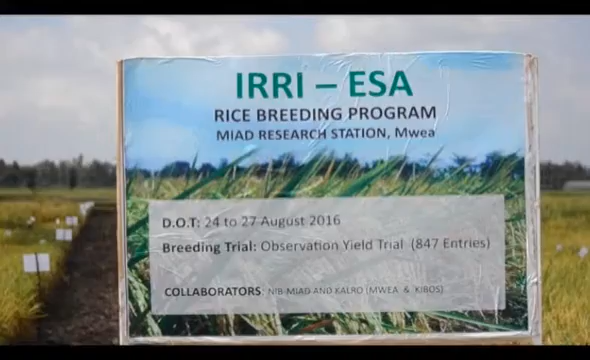 IRRI – ESA
RICE BREEDING PROGRAM
MIAD RESEARCH STATION, Mwea
D.O.T: 24 to 27 August 2016
Breeding Trial: Observation Yield Trial (847 Entries)
COLLABORATORS: NIB-MIAD AND KALRO (MWEA & KIBOS)